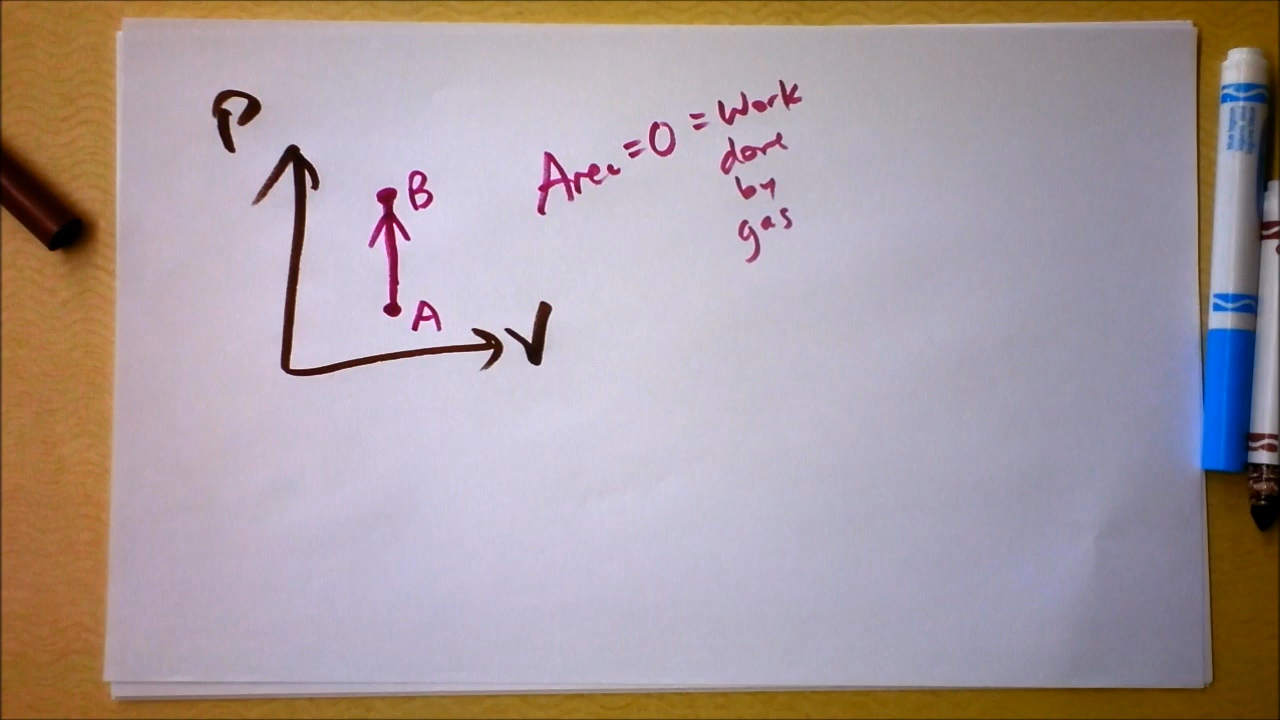 P
B
A
V
Area = 0 = Work
done
by
gas